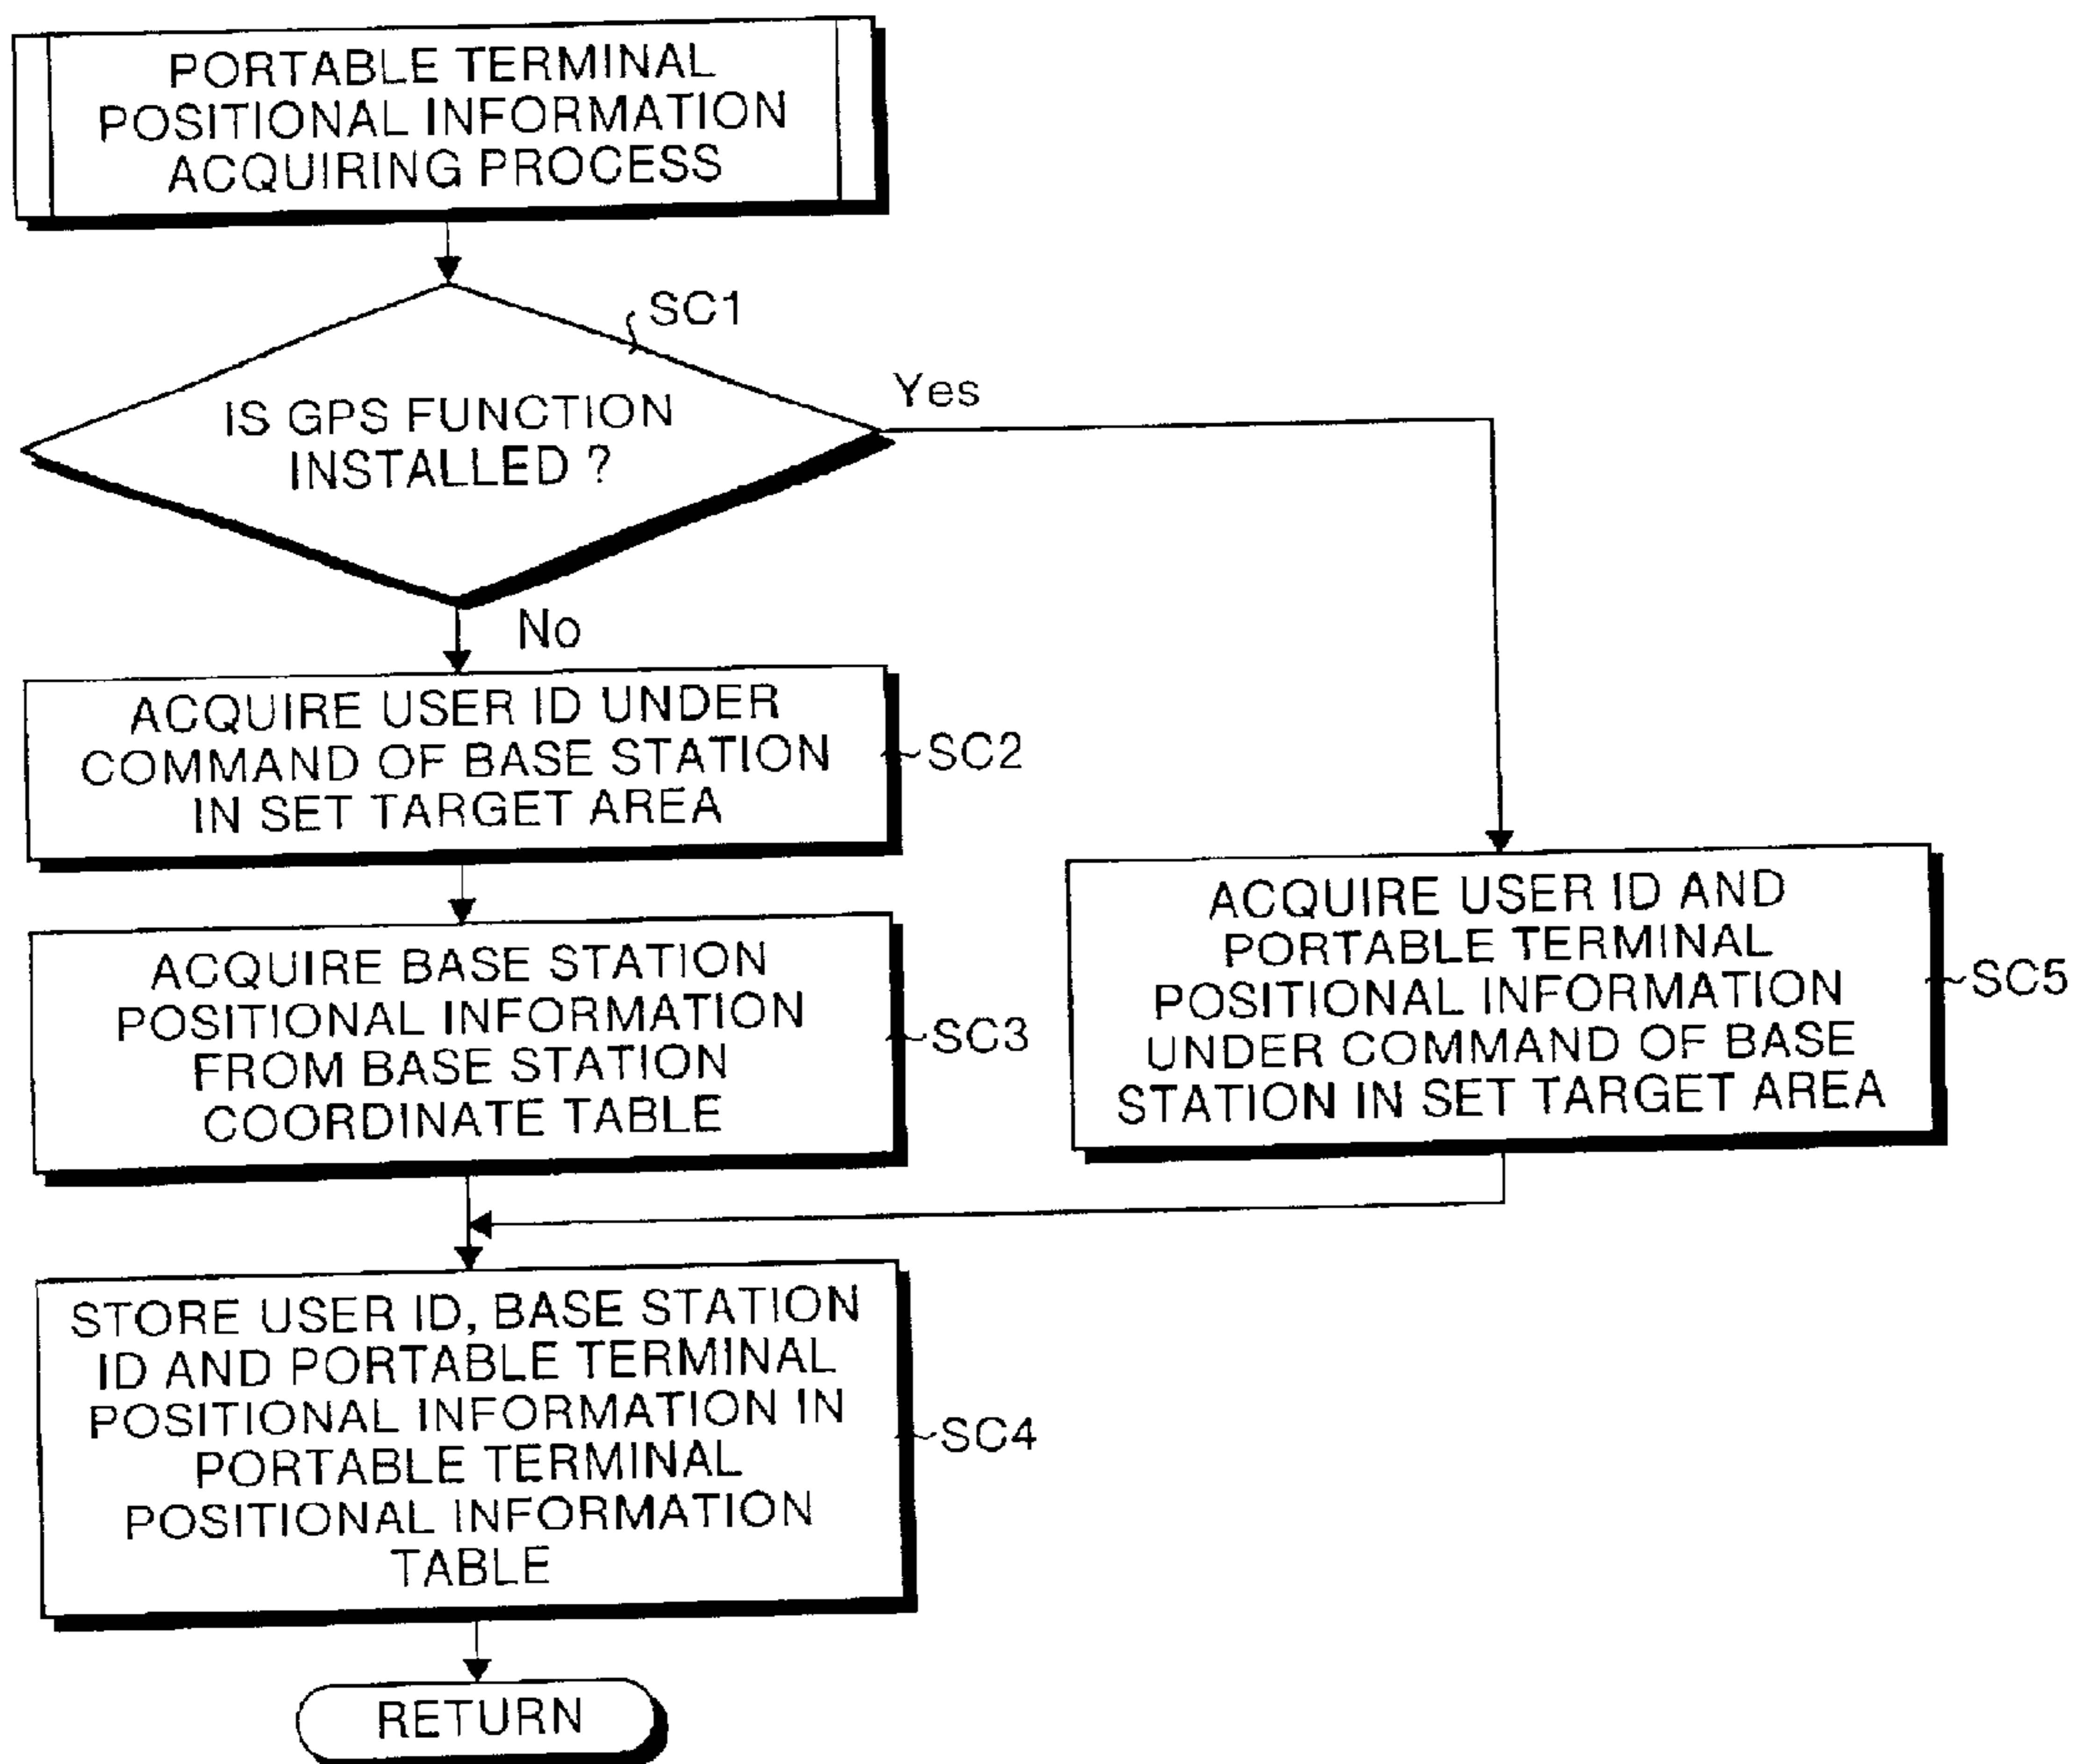 PORTABLE TERMINAL
POSITIONAL INFORMATION
ACQUIRING PROCESS
SC1
IS GPS FUNCTION
INSTALLED ?
Yes
No
ACQUIRE USER ID UNDER
COMMAND OF BASE STATION
IN SET TARGET AREA
SC2
ACQUIRE BASE STATION
POSITIONAL INFORMATION
FROM BASE STATION
COORDINATE TABLE
SC3
ACQUIRE USER ID AND
PORTABLE TERMINAL
POSITIONAL INFORMATION
UNDER COMMAND OF BASE
STATION IN SET TARGET AREA
SC5
STORE USER ID, BASE STATION
ID AND PORTABLE TERMINAL
POSITIONAL INFORMATION IN
PORTABLE TERMINAL
POSITIONAL INFORMATION
TABLE
SC4
RETURN